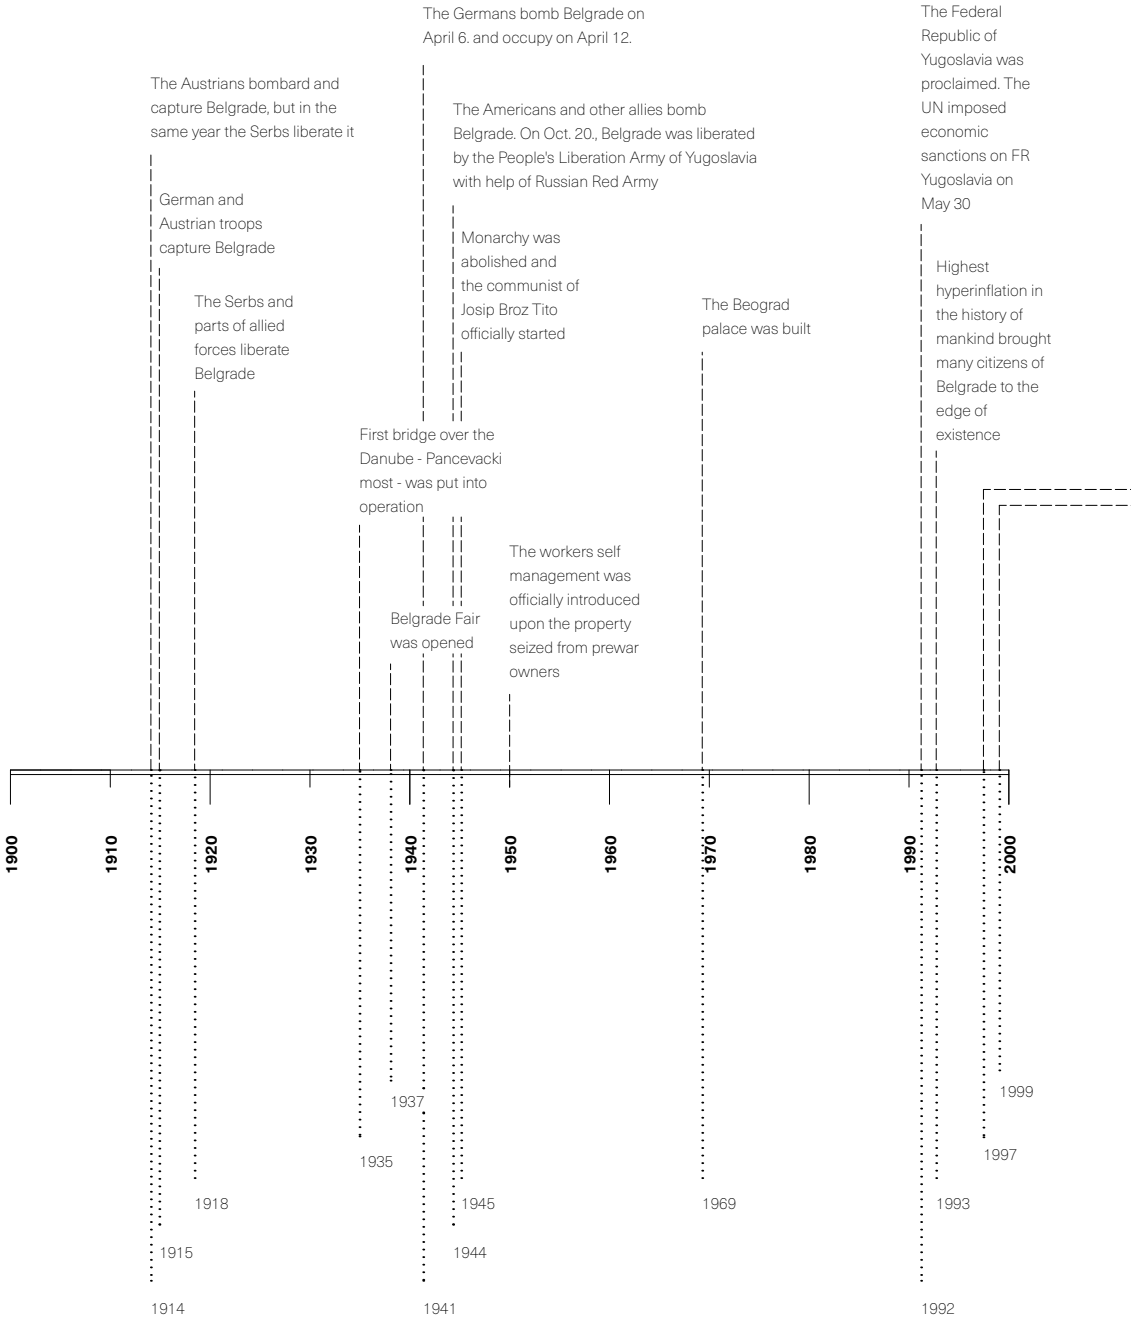 The Germans bomb Belgrade on
April 6. and occupy on April 12.
The Federal
Republic of
Yugoslavia was
proclaimed. The
UN imposed
economic
sanctions on FR
Yugoslavia on
May 30
The Austrians bombard and
capture Belgrade, but in the
same year the Serbs liberate it
The Americans and other allies bomb
Belgrade. On Oct. 20., Belgrade was liberated
by the People's Liberation Army of Yugoslavia
with help of Russian Red Army
German and
Austrian troops
capture Belgrade
Monarchy was
abolished and
the communist of
Josip Broz Tito
officially started
Highest
hyperinflation in
the history of
mankind brought
many citizens of
Belgrade to the
edge of
existence
The Serbs and
parts of allied
forces liberate
Belgrade
The Beograd
palace was built
First bridge over the
Danube - Pancevacki
most - was put into
operation
The workers self
management was
officially introduced
upon the property
seized from prewar
owners
Belgrade Fair
was opened
1900
1910
1920
1930
1940
1950
1960
1970
1980
1990
2000
1999
1937
1997
1935
1918
1945
1969
1993
1915
1944
1914
1941
1992